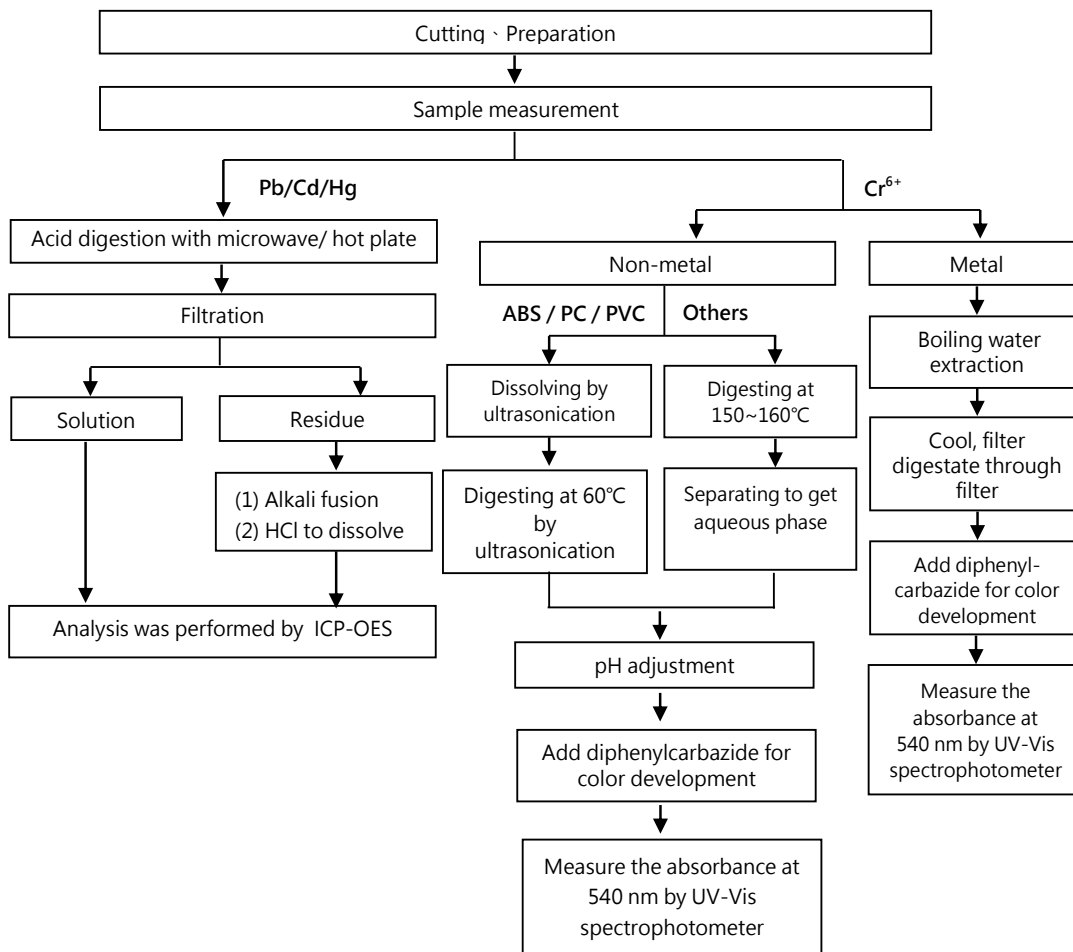 Cutting、Preparation
Sample measurement
Pb/Cd/Hg
Cr⁶⁺
Acid digestion with microwave/ hot plate
Filtration
Solution
Residue
(1) Alkali fusion
(2) HCl to dissolve
Analysis was performed by ICP-OES
Non-metal
ABS / PC / PVC
Others
Dissolving by
ultrasonication
Digesting at
150~160℃
Digesting at 60℃
by
ultrasonication
Separating to get
aqueous phase
pH adjustment
Add diphenylcarbazide for
color development
Measure the absorbance at
540 nm by UV-Vis
spectrophotometer
Metal
Boiling water
extraction
Cool, filter
digestate through
filter
Add diphenyl-
carbazide for color
development
Measure the
absorbance at
540 nm by UV-Vis
spectrophotometer